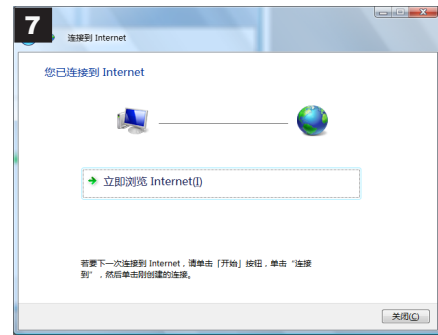 7
连接到 Internet
您已连接到 Internet
立即浏览 Internet(I)
若要下一次连接到 Internet，请单击「开始」按钮，单击“连接
到”，然后单击刚创建的连接。
关闭(C)